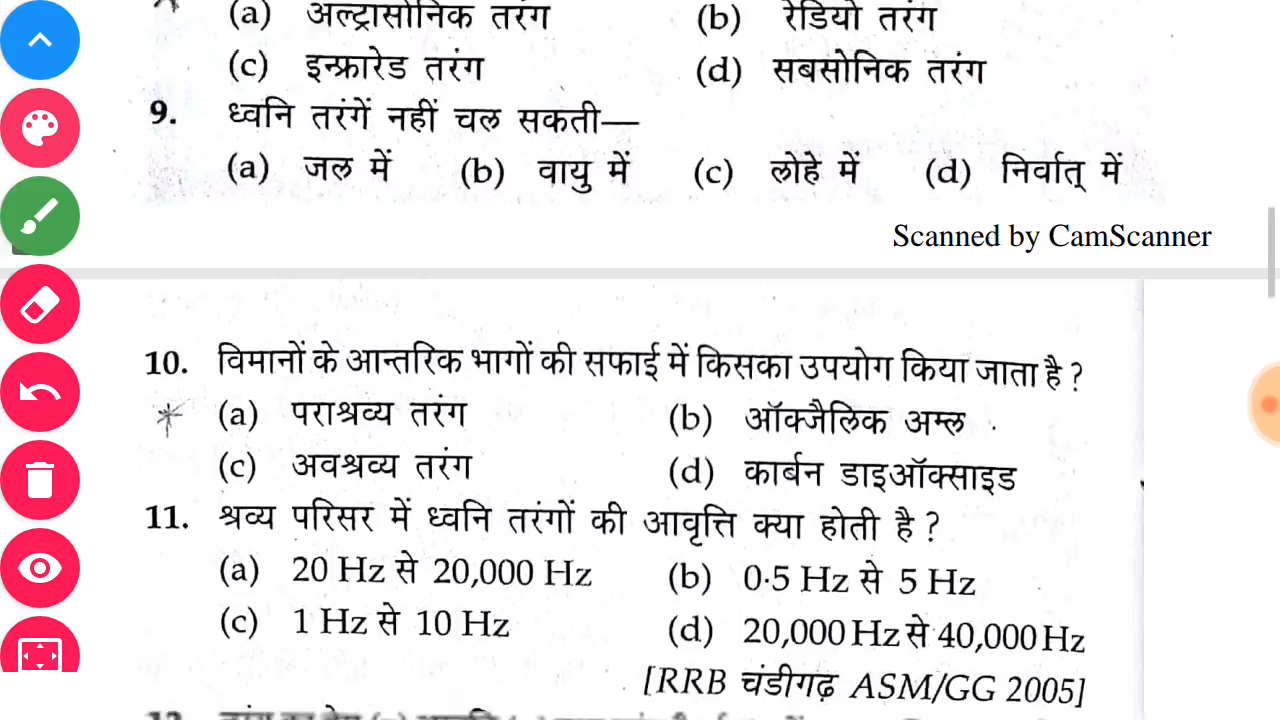 (a) अल्ट्रासोनिक तरंग (b) रेडियो तरंग
(c) इन्फ्रारेड तरंग (d) सबसोनिक तरंग
9. ध्वनि तरंगें नहीं चल सकती—
(a) जल में (b) वायु में (c) लोहे में (d) निर्वात् में
Scanned by CamScanner
10. विमानों के आन्तरिक भागों की सफाई में किसका उपयोग किया जाता है ?
(a) पराश्रव्य तरंग (b) ऑक्जैलिक अम्ल
(c) अवश्रव्य तरंग (d) कार्बन डाइऑक्साइड
11. श्रव्य परिसर में ध्वनि तरंगों की आवृत्ति क्या होती है ?
(a) 20 Hz से 20,000 Hz (b) 0·5 Hz से 5 Hz
(c) 1 Hz से 10 Hz (d) 20,000 Hz से 40,000 Hz
[RRB चंडीगढ़ ASM/GG 2005]